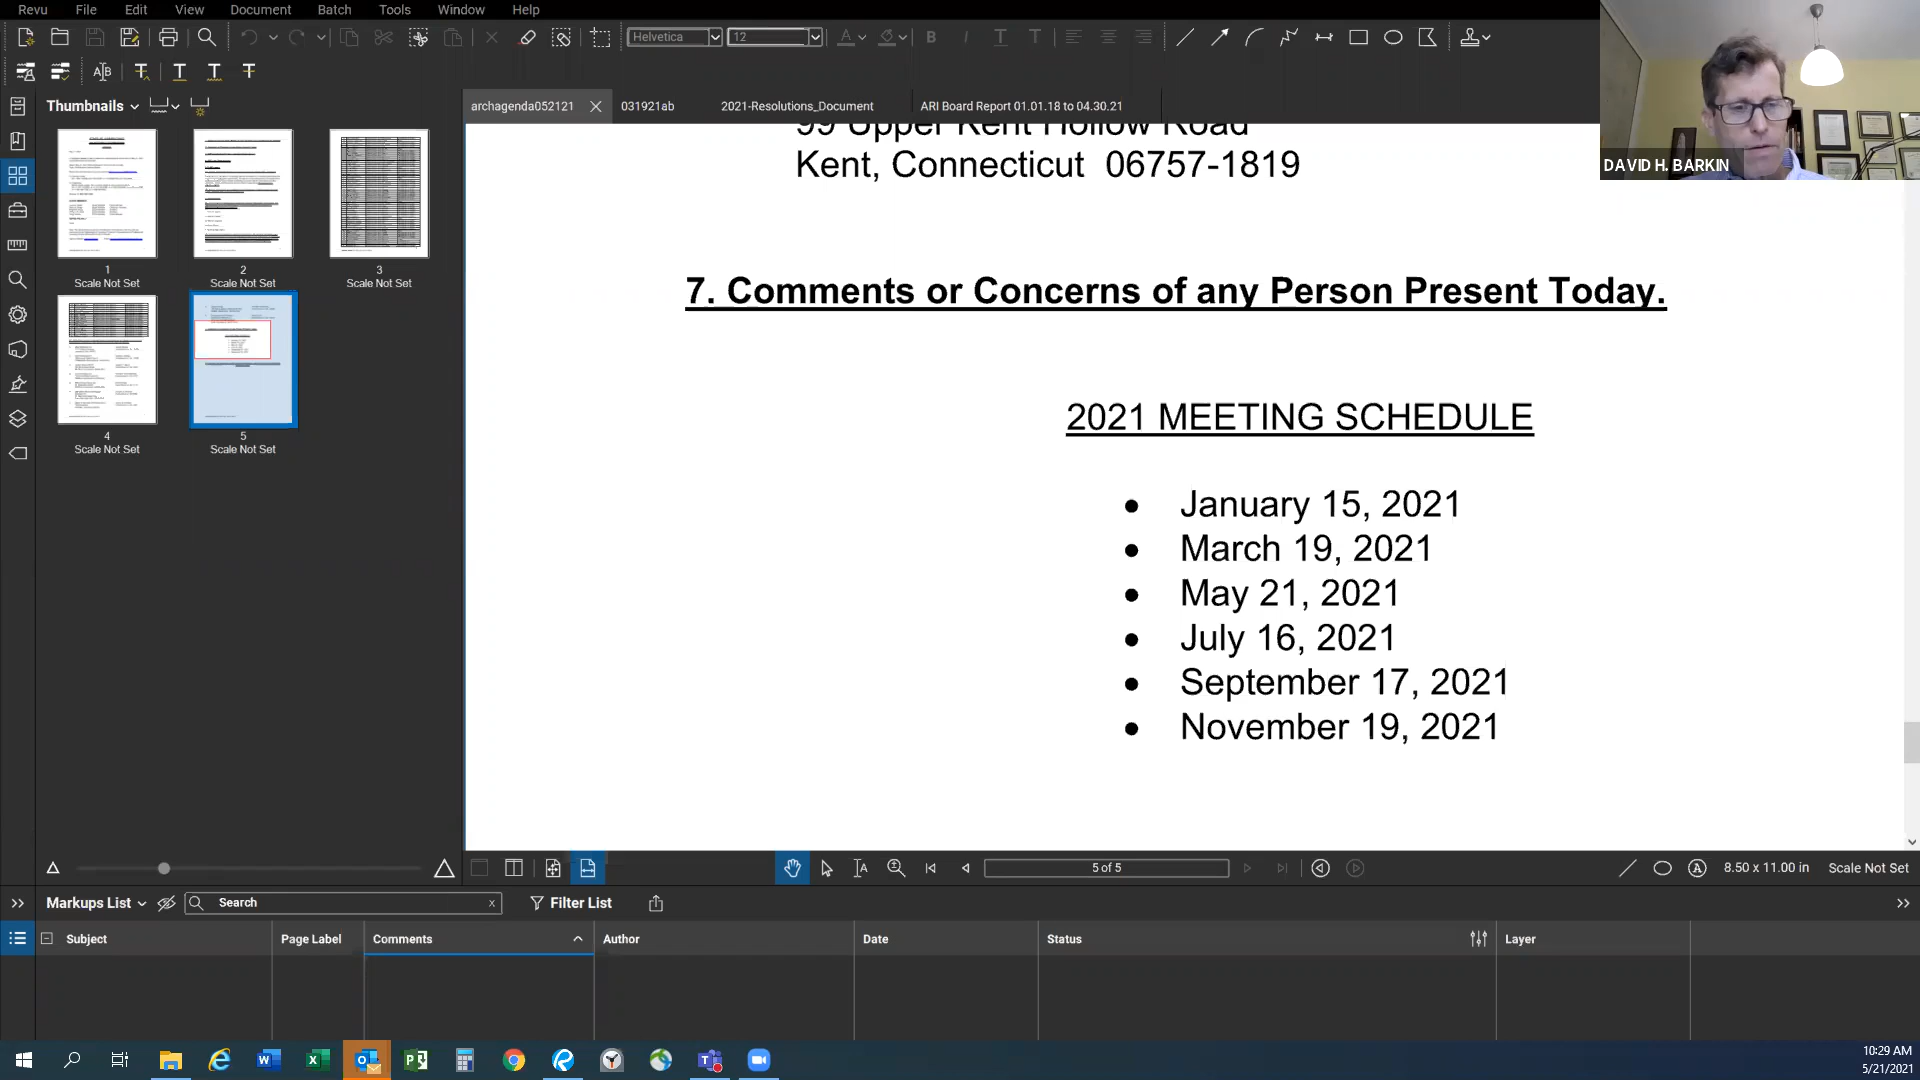 Revu File Edit View Document Batch Tools Window Help
Helvetica 12
Thumbnails
archagenda052121 031921ab 2021-Resolutions_Document ARI Board Report 01.01.18 to 04.30.21
DAVID H. BARKIN
99 Upper Kent Hollow Road
Kent, Connecticut 06757-1819
7. Comments or Concerns of any Person Present Today.
2021 MEETING SCHEDULE
• January 15, 2021
• March 19, 2021
• May 21, 2021
• July 16, 2021
• September 17, 2021
• November 19, 2021
1 2 3
Scale Not Set Scale Not Set Scale Not Set
4 5
Scale Not Set Scale Not Set
5 of 5 8.50 x 11.00 in Scale Not Set
Markups List Search x Filter List
Subject Page Label Comments Author Date Status Layer
10:29 AM
5/21/2021